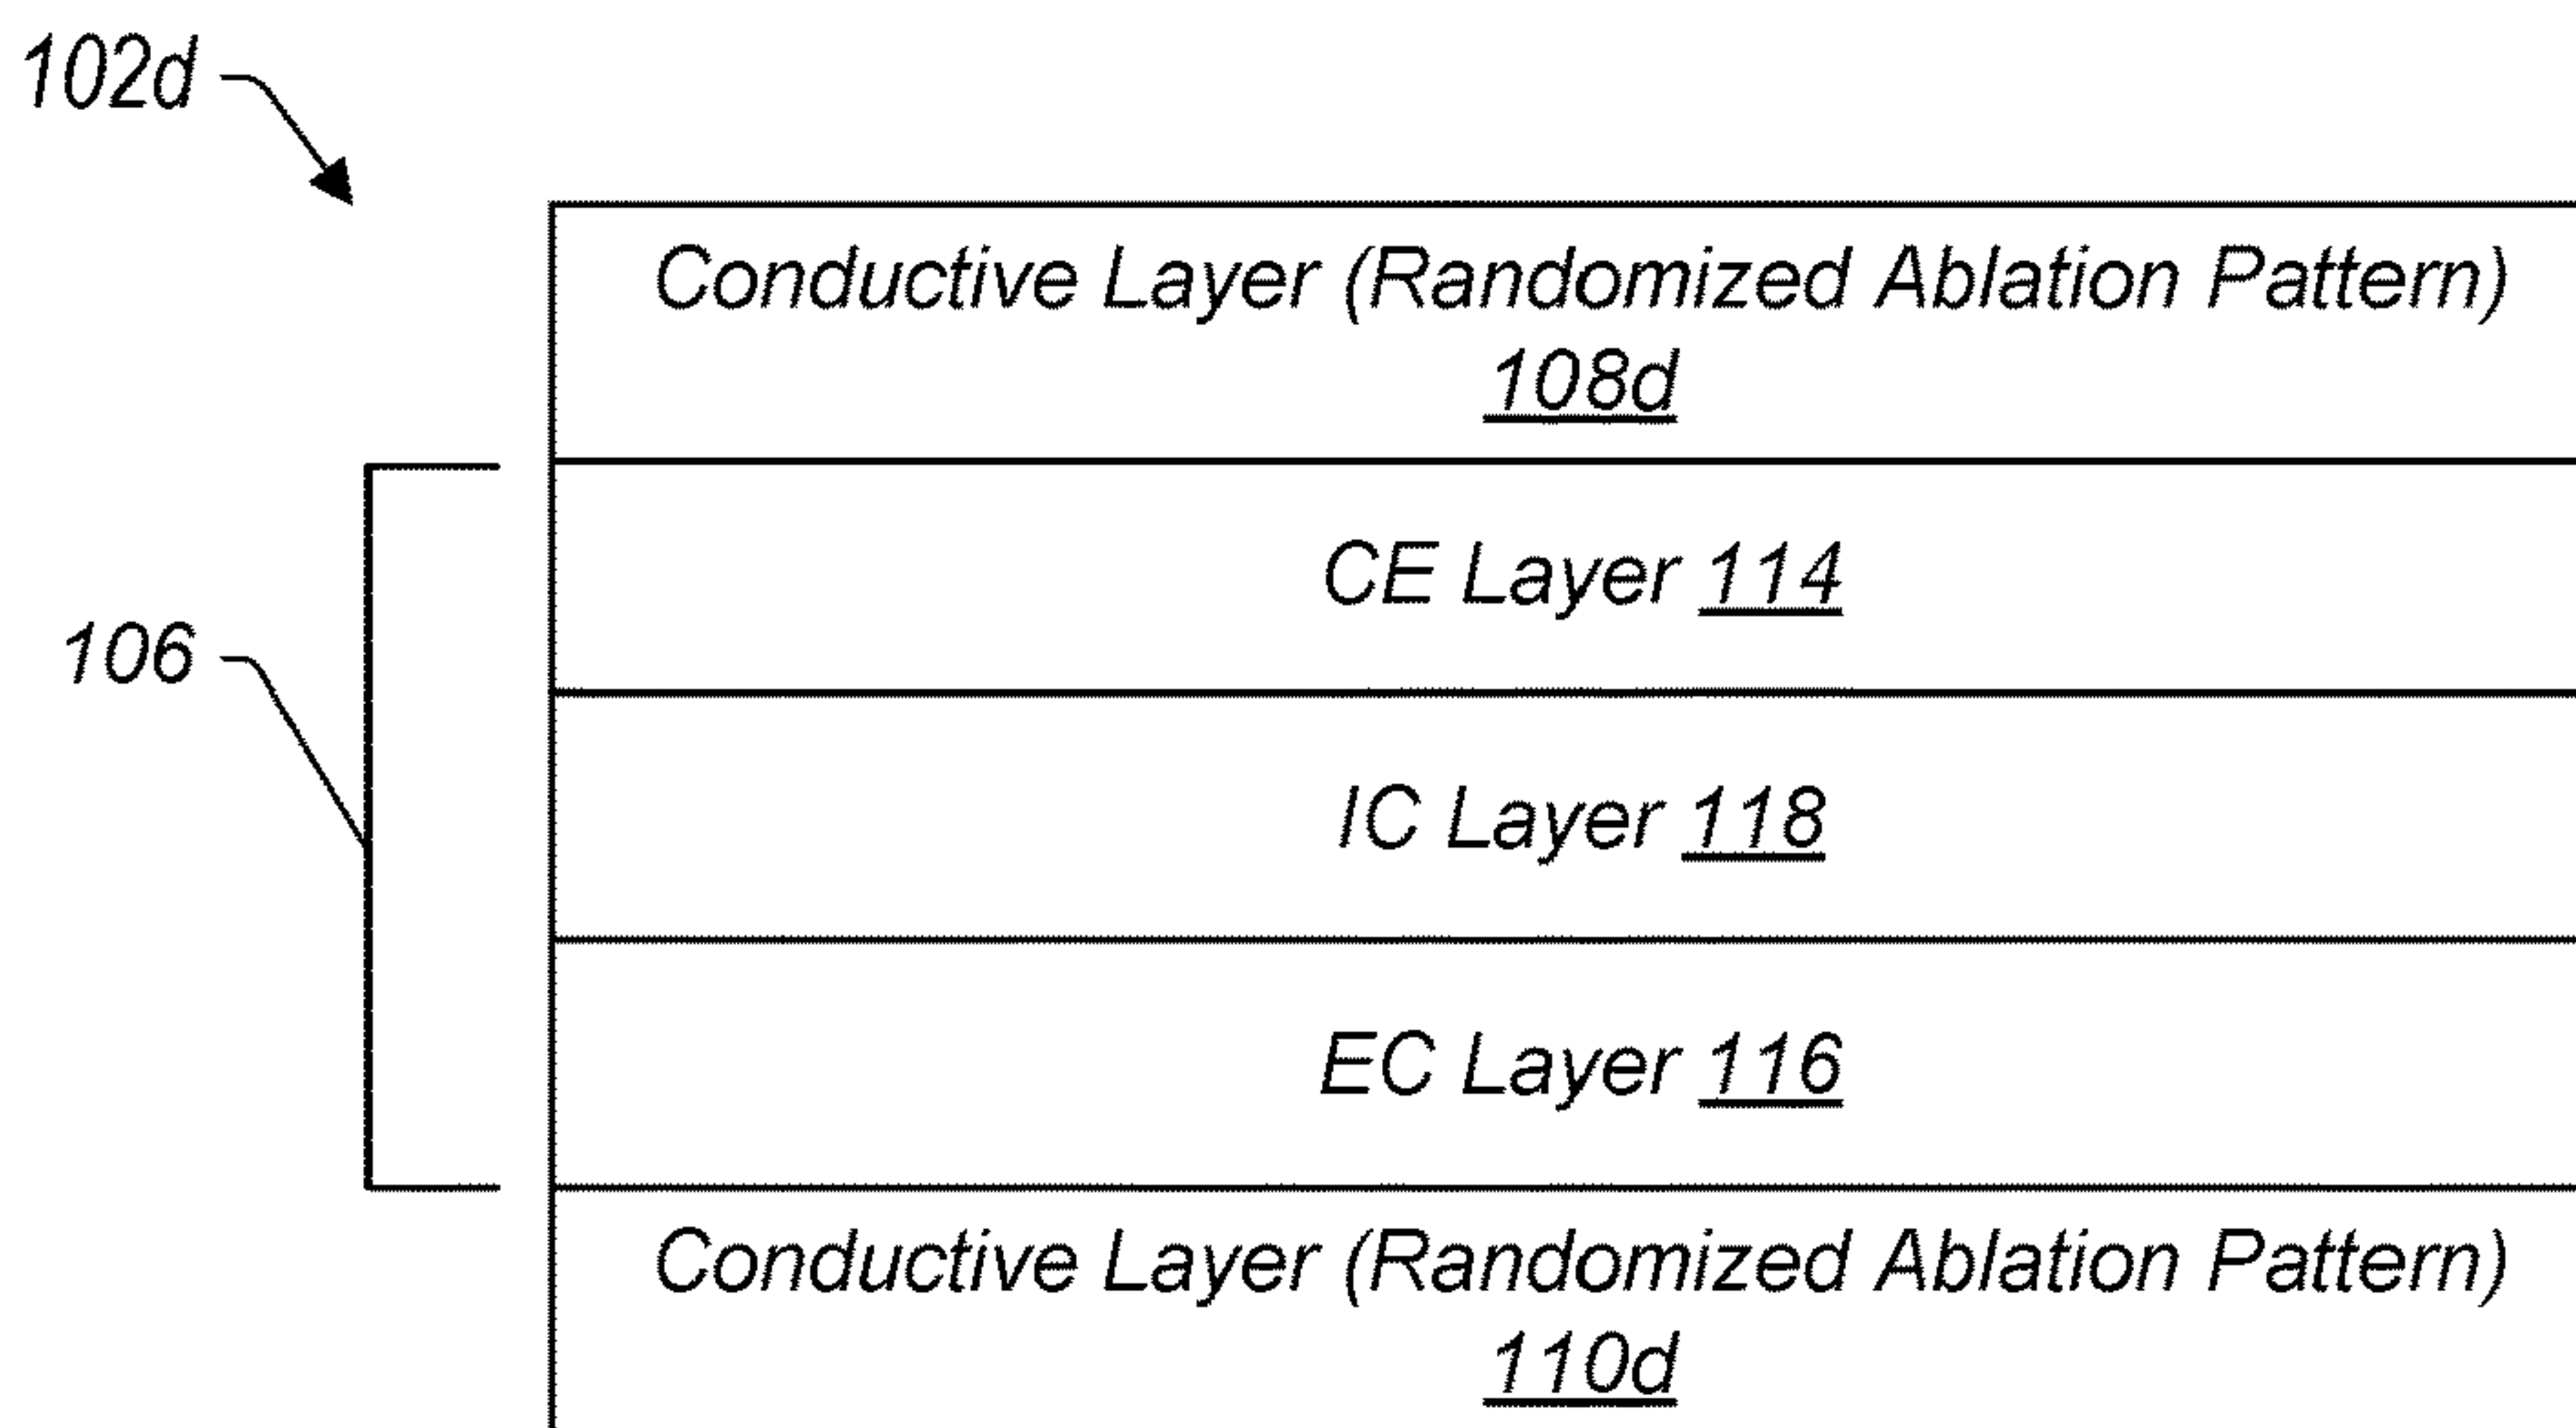 102d
Conductive Layer (Randomized Ablation Pattern)
108d
CE Layer 114
106
IC Layer 118
EC Layer 116
Conductive Layer (Randomized Ablation Pattern)
110d